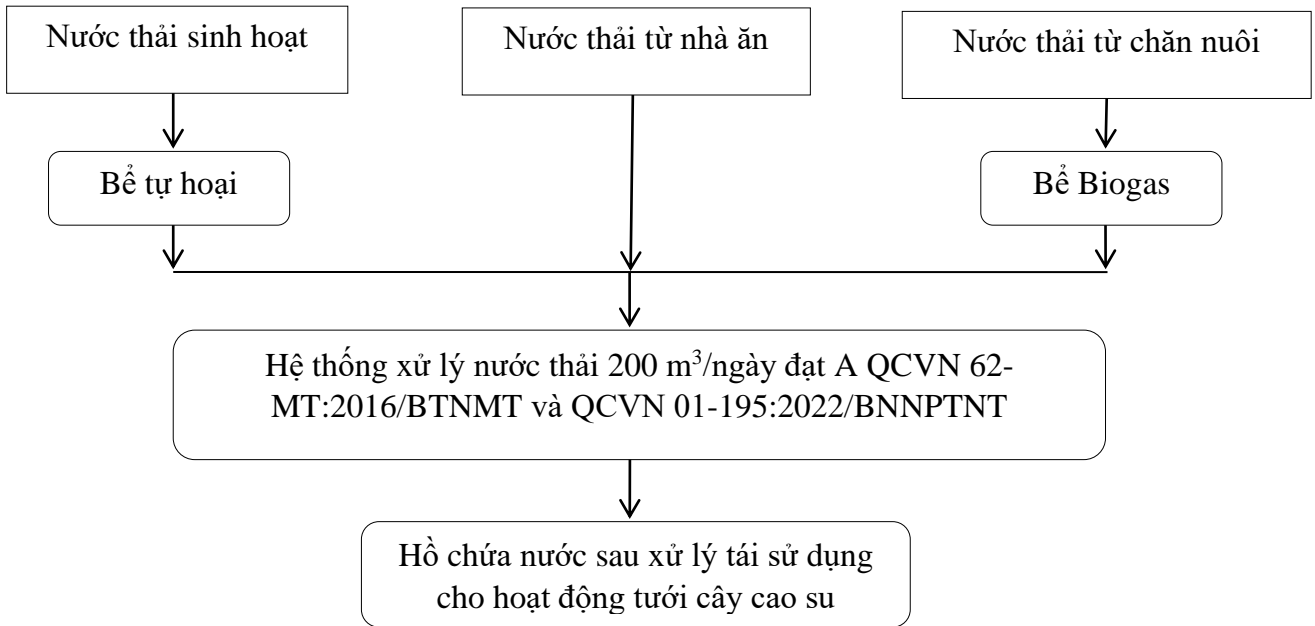 Nước thải sinh hoạt
Nước thải từ nhà ăn
Nước thải từ chăn nuôi
Bể tự hoại
Bể Biogas
Hệ thống xử lý nước thải 200 m³/ngày đạt A QCVN 62-
MT:2016/BTNMT và QCVN 01-195:2022/BNNPTNT
Hồ chứa nước sau xử lý tái sử dụng
cho hoạt động tưới cây cao su